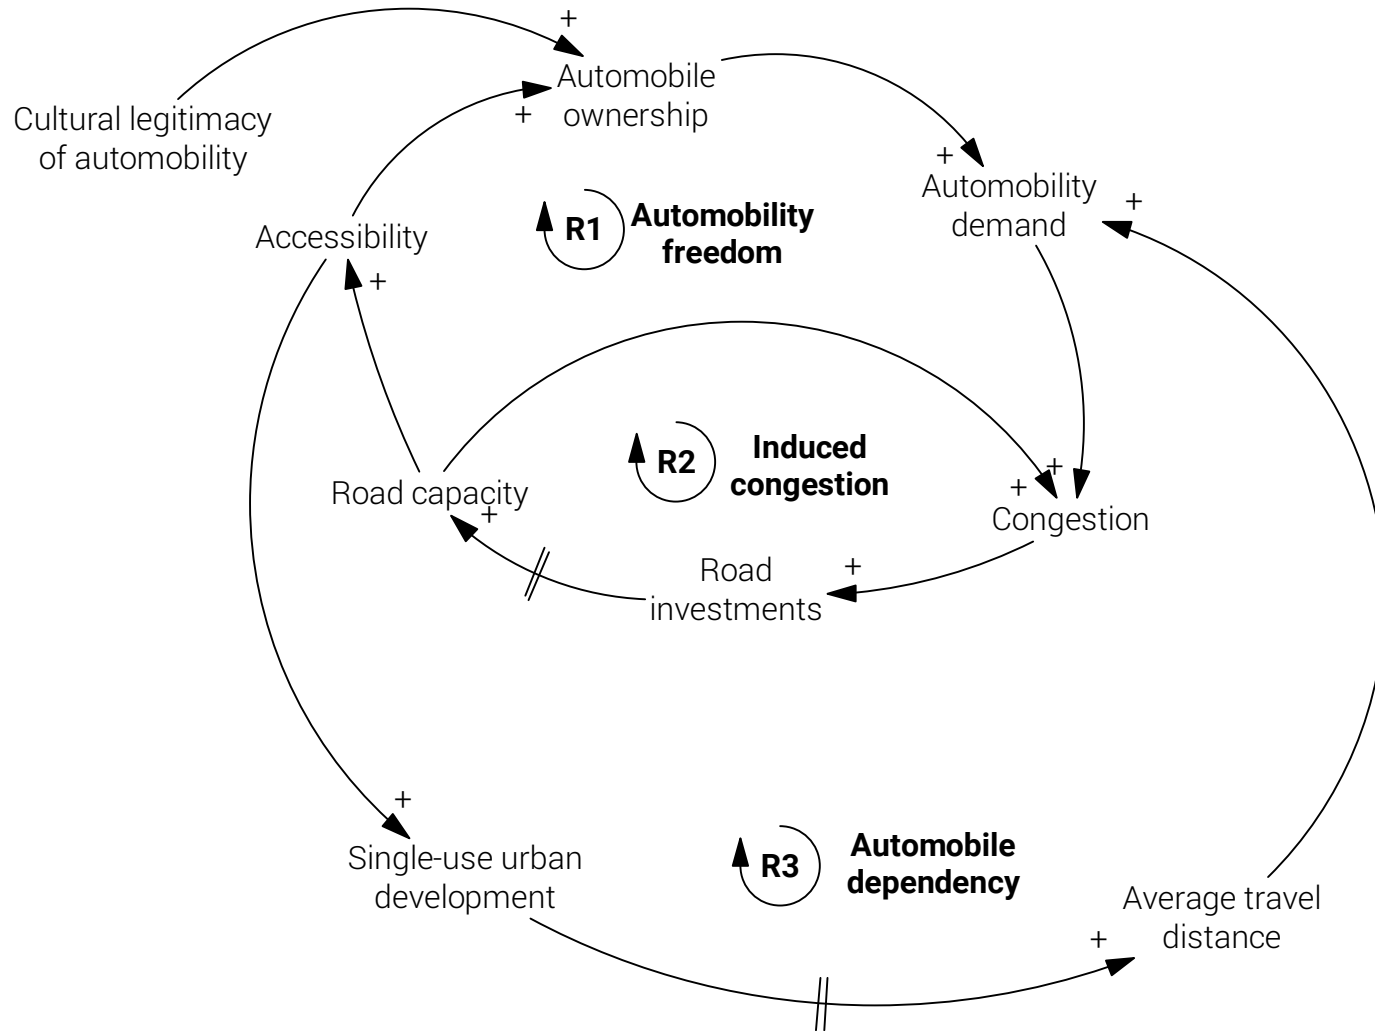 +
Automobile
ownership
Cultural legitimacy
of automobility
+
+
Automobility
demand
+
Accessibility
R1
Automobility
freedom
+
R2
Induced
congestion
Road capacity
+
+
+
Congestion
Road
investments
+
+
Single-use urban
development
R3
Automobile
dependency
Average travel
distance
+